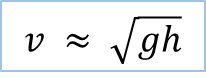 v ≈ √gh